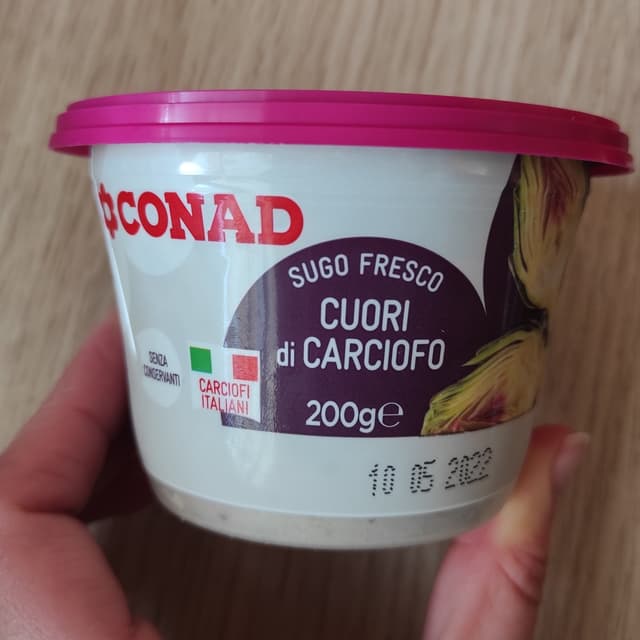 CONAD
SUGO FRESCO
CUORI
di CARCIOFO
200g℮
SENZA
CONSERVANTI
CARCIOFI
ITALIANI
10 05 2022